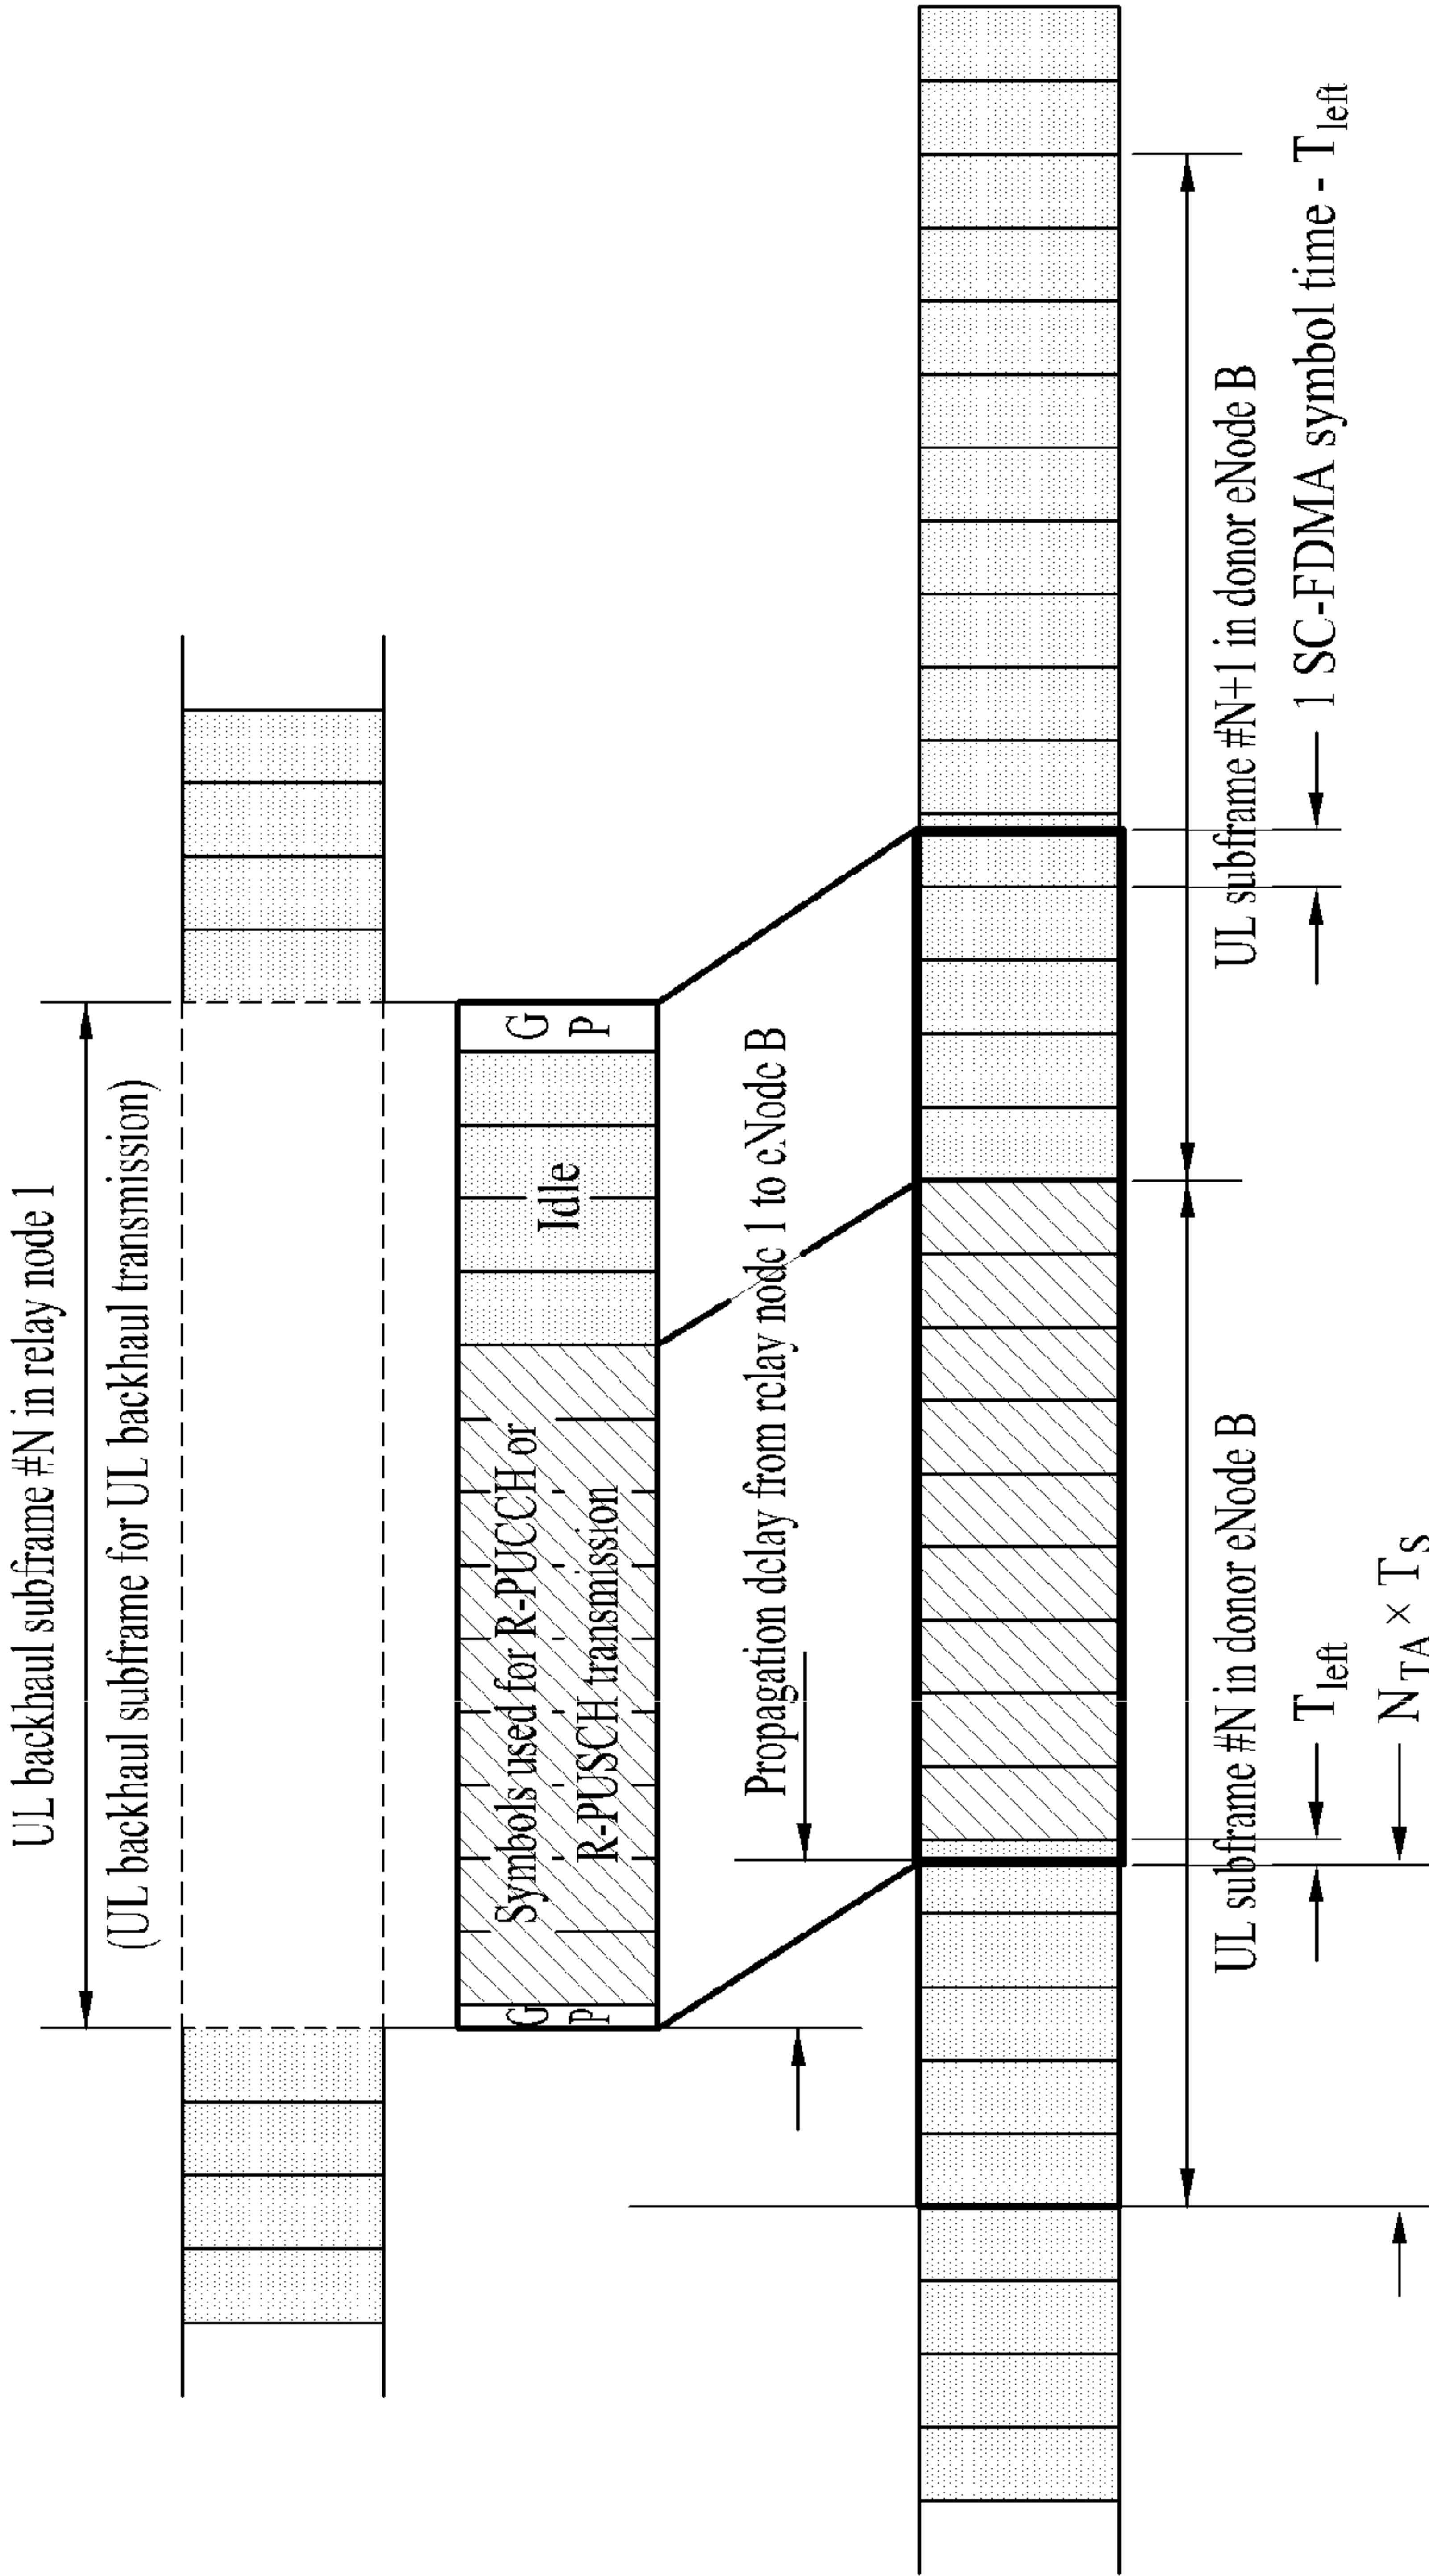 UL backhaul subframe #N in relay node 1
(UL backhaul subframe for UL backhaul transmission)
G
P
Symbols used for R-PUCCH or
R-PUSCH transmission
Idle
G
P
Propagation delay from relay node 1 to eNode B
UL subframe #N in donor eNode B
UL subframe #N+1 in donor eNode B
T_left
1 SC-FDMA symbol time - T_left
N_TA × T_S